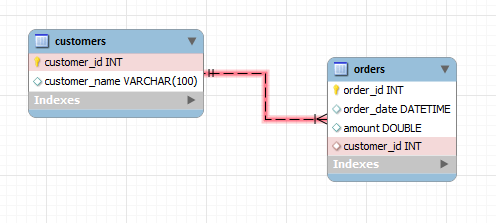 customers
customer_id INT
customer_name VARCHAR(100)
Indexes
orders
order_id INT
order_date DATETIME
amount DOUBLE
customer_id INT
Indexes